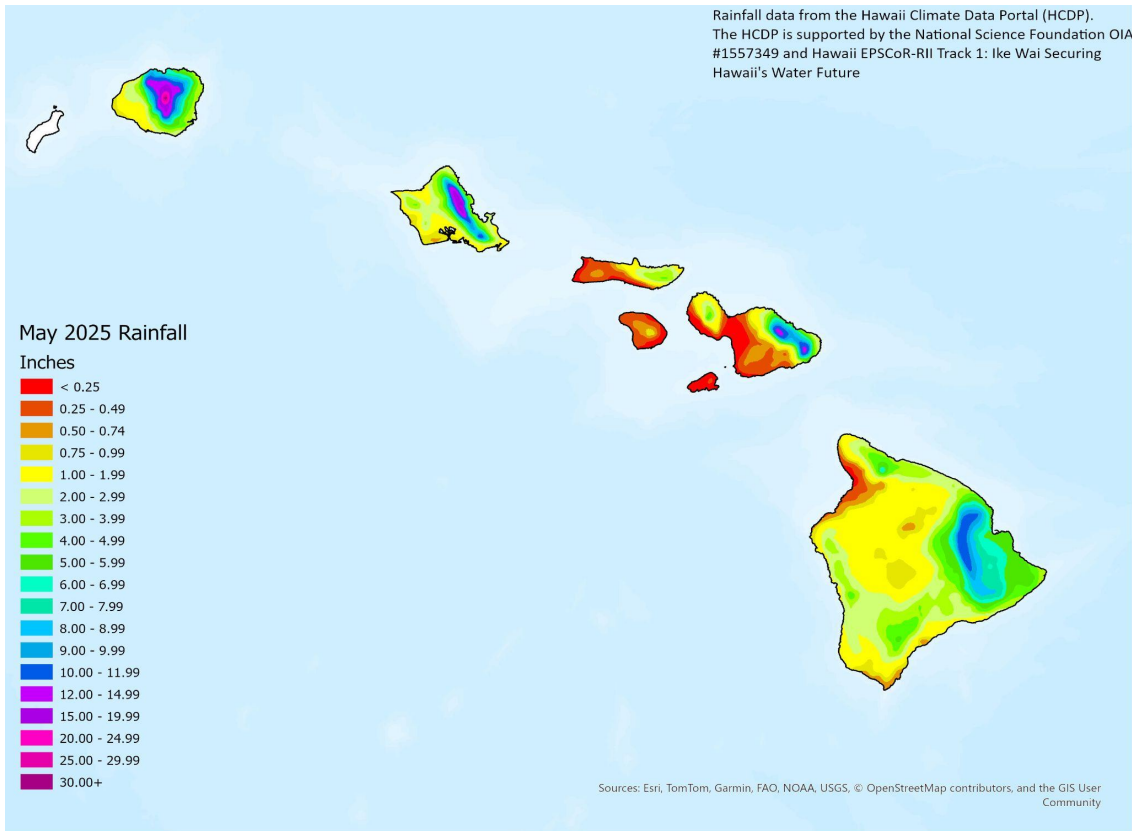 Rainfall data from the Hawaii Climate Data Portal (HCDP).
The HCDP is supported by the National Science Foundation OIA
#1557349 and Hawaii EPSCoR-RII Track 1: Ike Wai Securing
Hawaii's Water Future
May 2025 Rainfall
Inches
< 0.25
0.25 - 0.49
0.50 - 0.74
0.75 - 0.99
1.00 - 1.99
2.00 - 2.99
3.00 - 3.99
4.00 - 4.99
5.00 - 5.99
6.00 - 6.99
7.00 - 7.99
8.00 - 8.99
9.00 - 9.99
10.00 - 11.99
12.00 - 14.99
15.00 - 19.99
20.00 - 24.99
25.00 - 29.99
30.00+
Sources: Esri, TomTom, Garmin, FAO, NOAA, USGS, © OpenStreetMap contributors, and the GIS User
Community